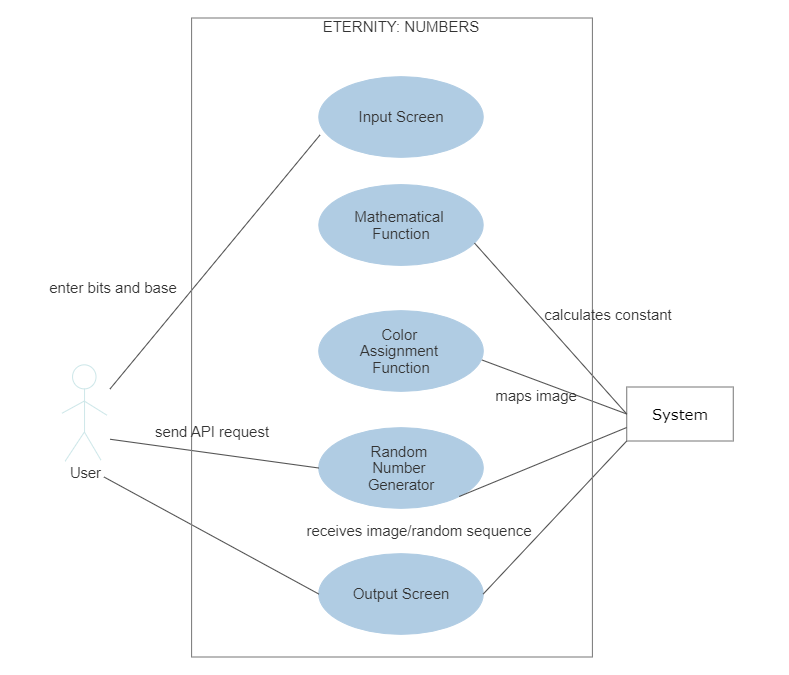 ETERNITY: NUMBERS
Input Screen
Mathematical
Function
enter bits and base
calculates constant
Color
Assignment
Function
maps image
System
send API request
Random
Number
Generator
User
receives image/random sequence
Output Screen